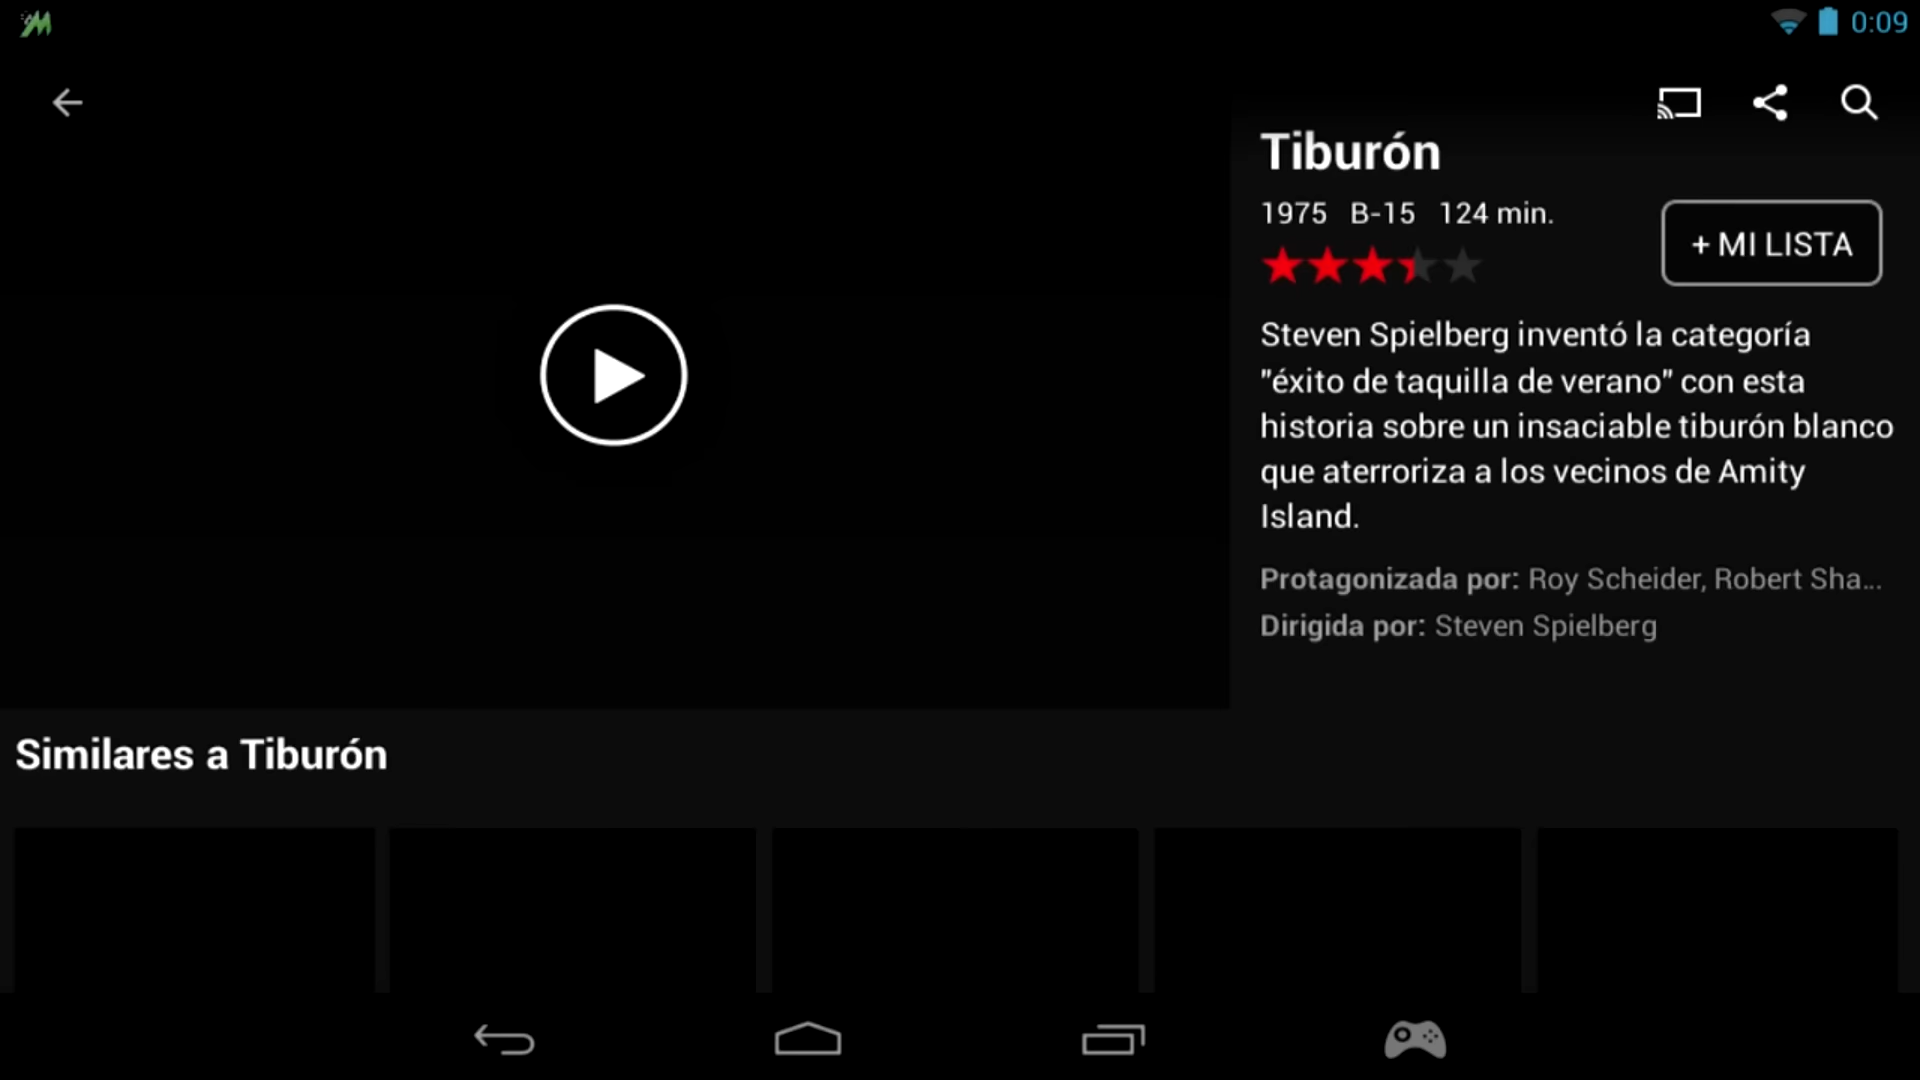 0:09
Tiburón
1975 B-15 124 min.
+ MI LISTA
Steven Spielberg inventó la categoría
"éxito de taquilla de verano" con esta
historia sobre un insaciable tiburón blanco
que aterroriza a los vecinos de Amity
Island.
Protagonizada por: Roy Scheider, Robert Sha...
Dirigida por: Steven Spielberg
Similares a Tiburón